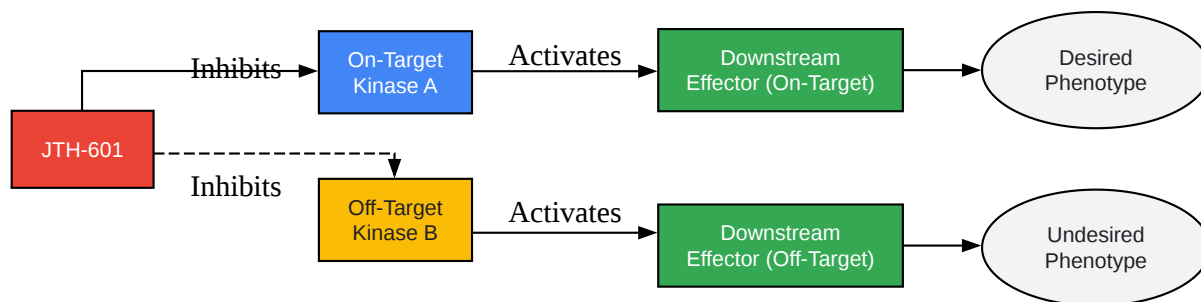 Inhibits
On-Target
Kinase A
Activates
Downstream
Effector (On-Target)
Desired
Phenotype
JTH-601
Inhibits
Off-Target
Kinase B
Activates
Downstream
Effector (Off-Target)
Undesired
Phenotype